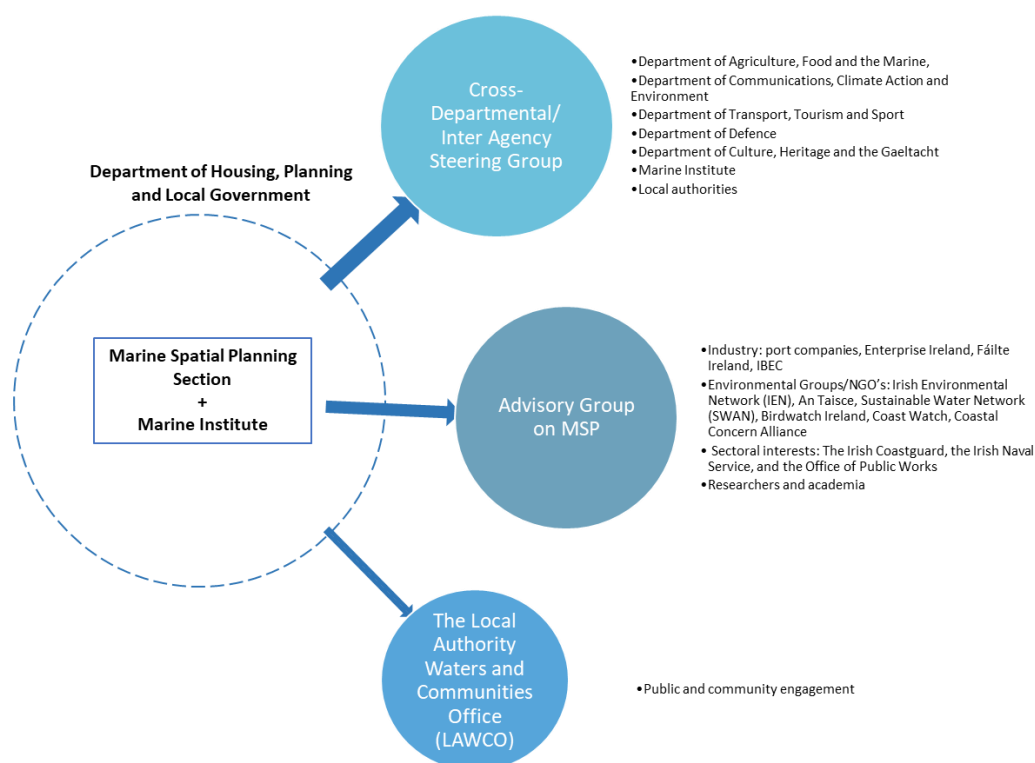 Department of Housing, Planning
and Local Government
Marine Spatial Planning
Section
+
Marine Institute
Cross-
Departmental/
Inter Agency
Steering Group
•Department of Agriculture, Food and the Marine,
•Department of Communications, Climate Action and
Environment
•Department of Transport, Tourism and Sport
•Department of Defence
•Department of Culture, Heritage and the Gaeltacht
•Marine Institute
•Local authorities
Advisory Group
on MSP
•Industry: port companies, Enterprise Ireland, Fáilte
Ireland, IBEC
•Environmental Groups/NGO's: Irish Environmental
Network (IEN), An Taisce, Sustainable Water Network
(SWAN), Birdwatch Ireland, Coast Watch, Coastal
Concern Alliance
• Sectoral interests: The Irish Coastguard, the Irish Naval
Service, and the Office of Public Works
•Researchers and academia
The Local
Authority
Waters and
Communities
Office
(LAWCO)
•Public and community engagement